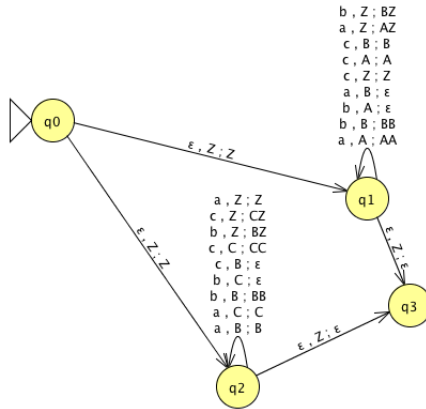 b , Z ; BZ
a , Z ; AZ
c , B ; B
c , A ; A
c , Z ; Z
a , B ; ε
b , A ; ε
b , B ; BB
a , A ; AA
q0
ε , Z ; Z
q1
ε , Z ; Z
a , Z ; Z
c , Z ; CZ
b , Z ; BZ
c , C ; CC
c , B ; ε
b , C ; ε
b , B ; BB
a , C ; C
a , B ; B
ε , Z ; ε
q3
ε , Z ; ε
q2